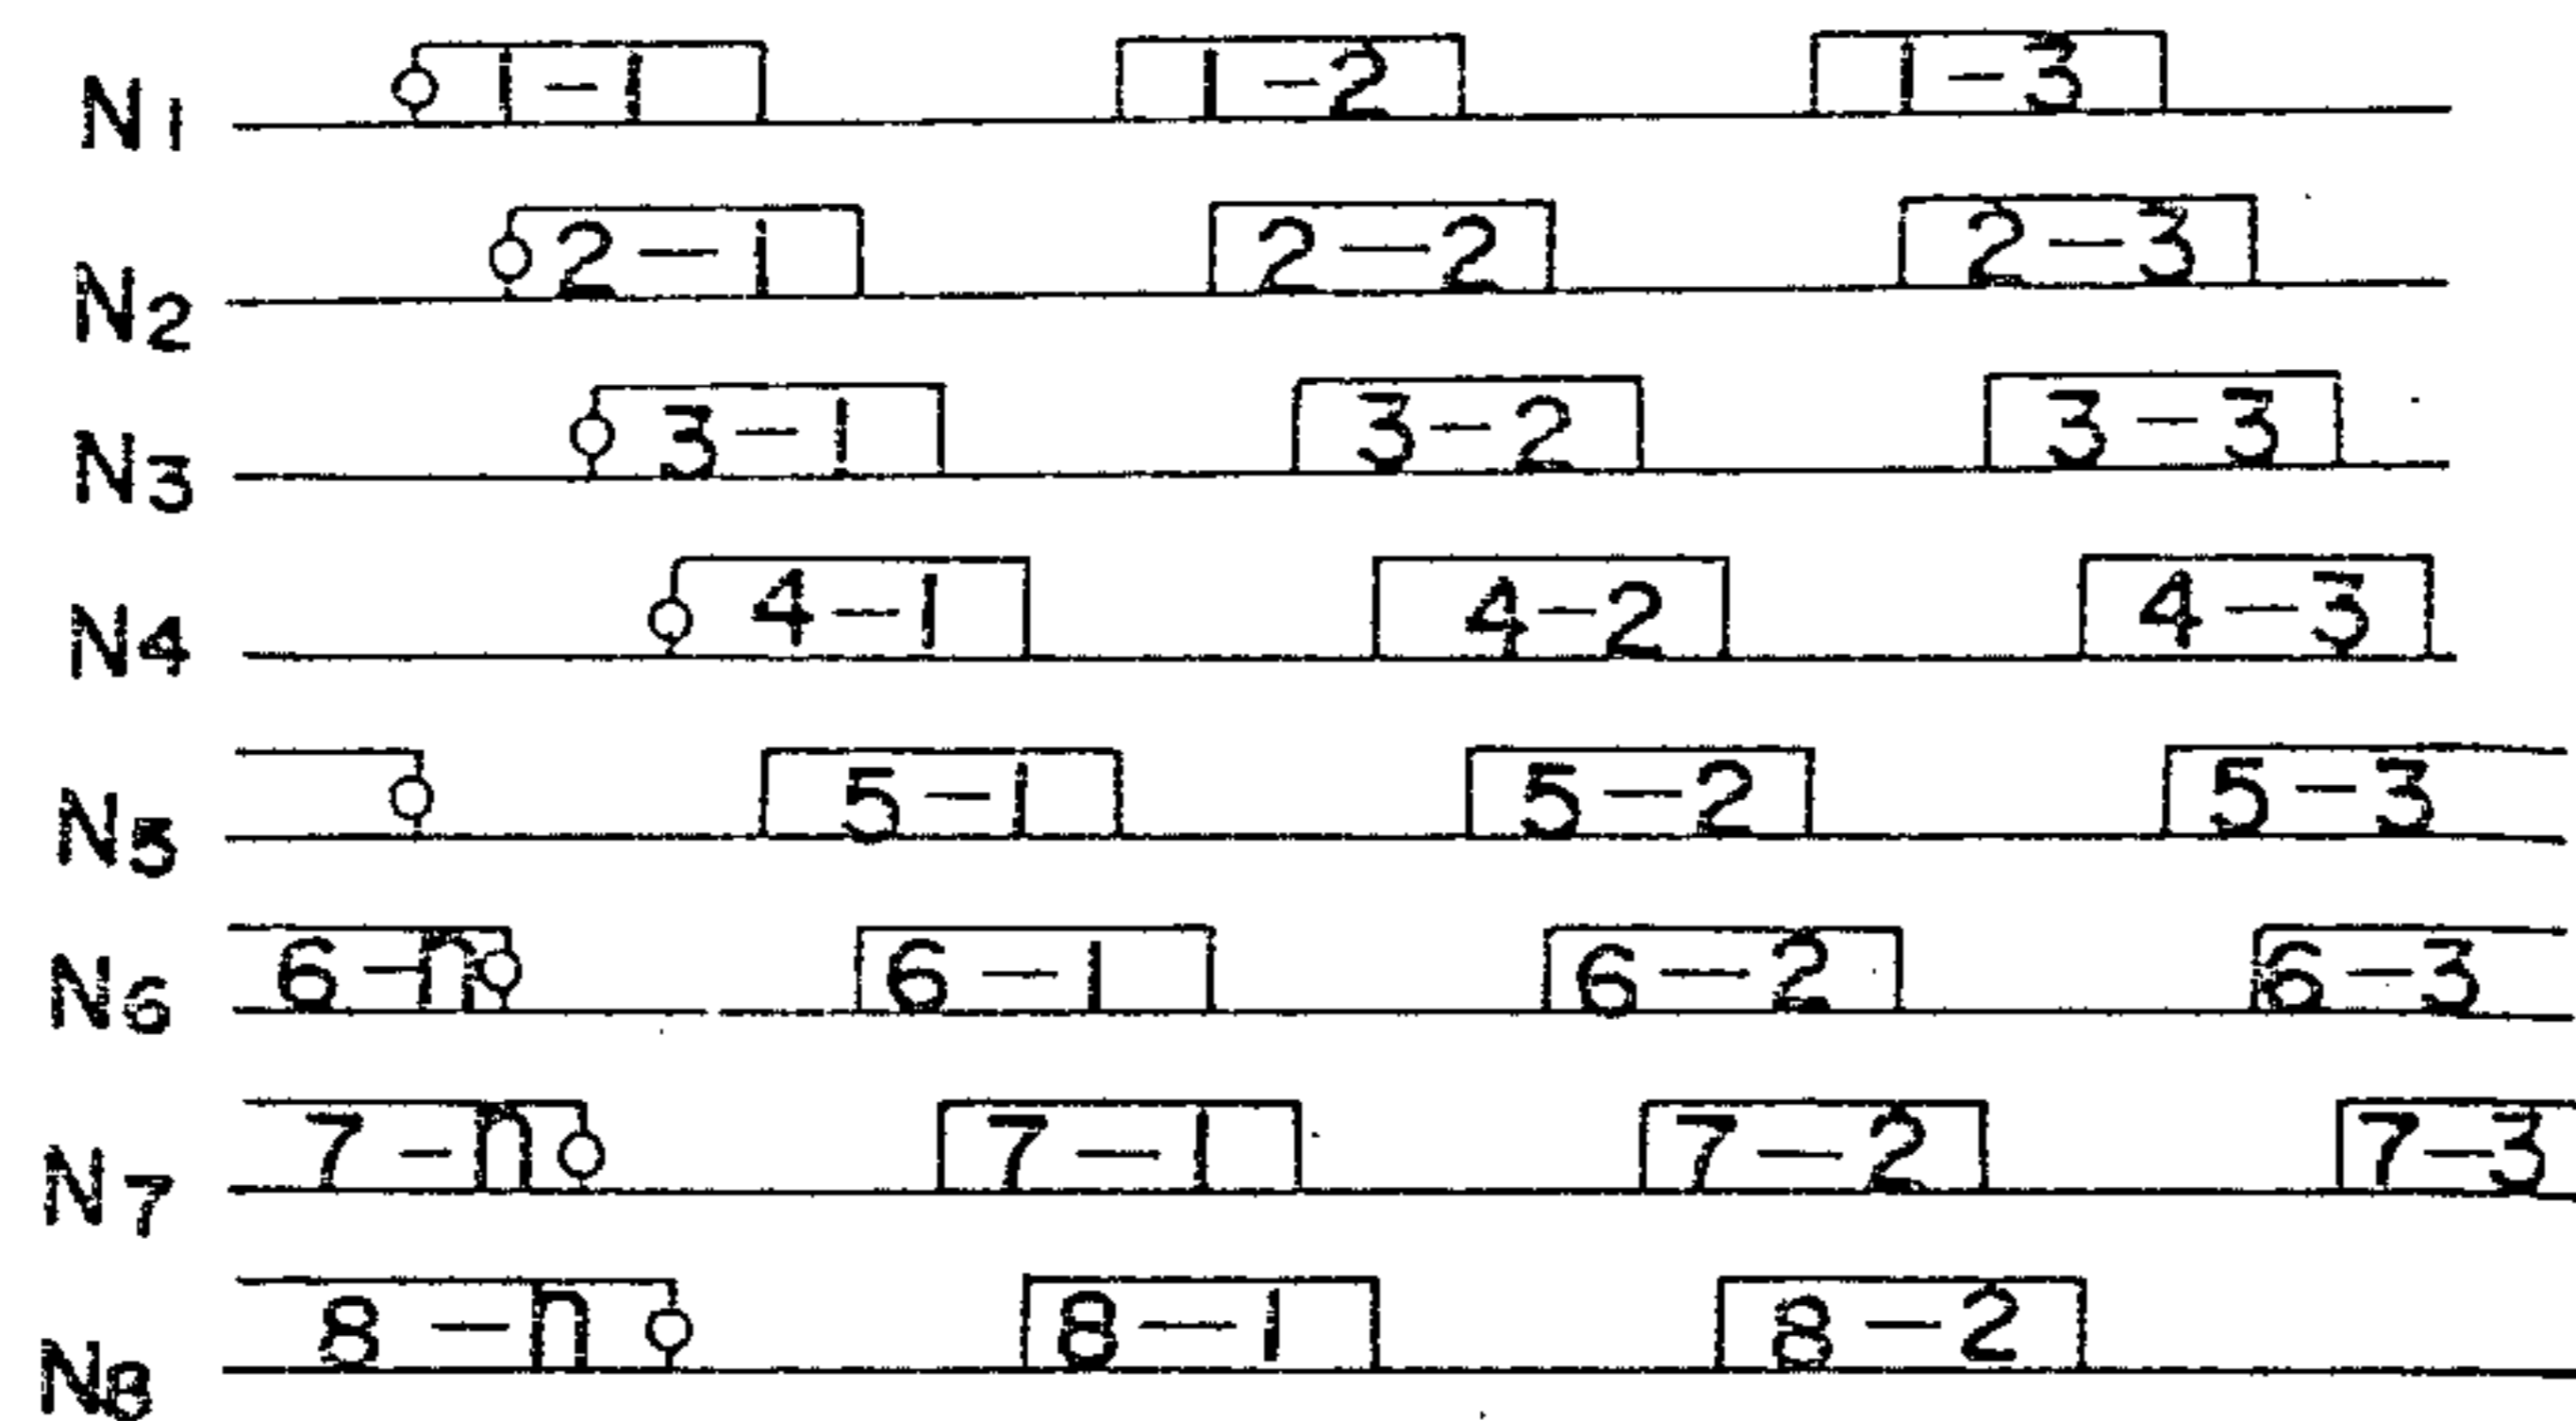 N1 1-1 1-2 1-3
N2 2-1 2-2 2-3
N3 3-1 3-2 3-3
N4 4-1 4-2 4-3
N5 5-1 5-2 5-3
N6 6-n 6-1 6-2 6-3
N7 7-n 7-1 7-2 7-3
N8 8-n 8-1 8-2